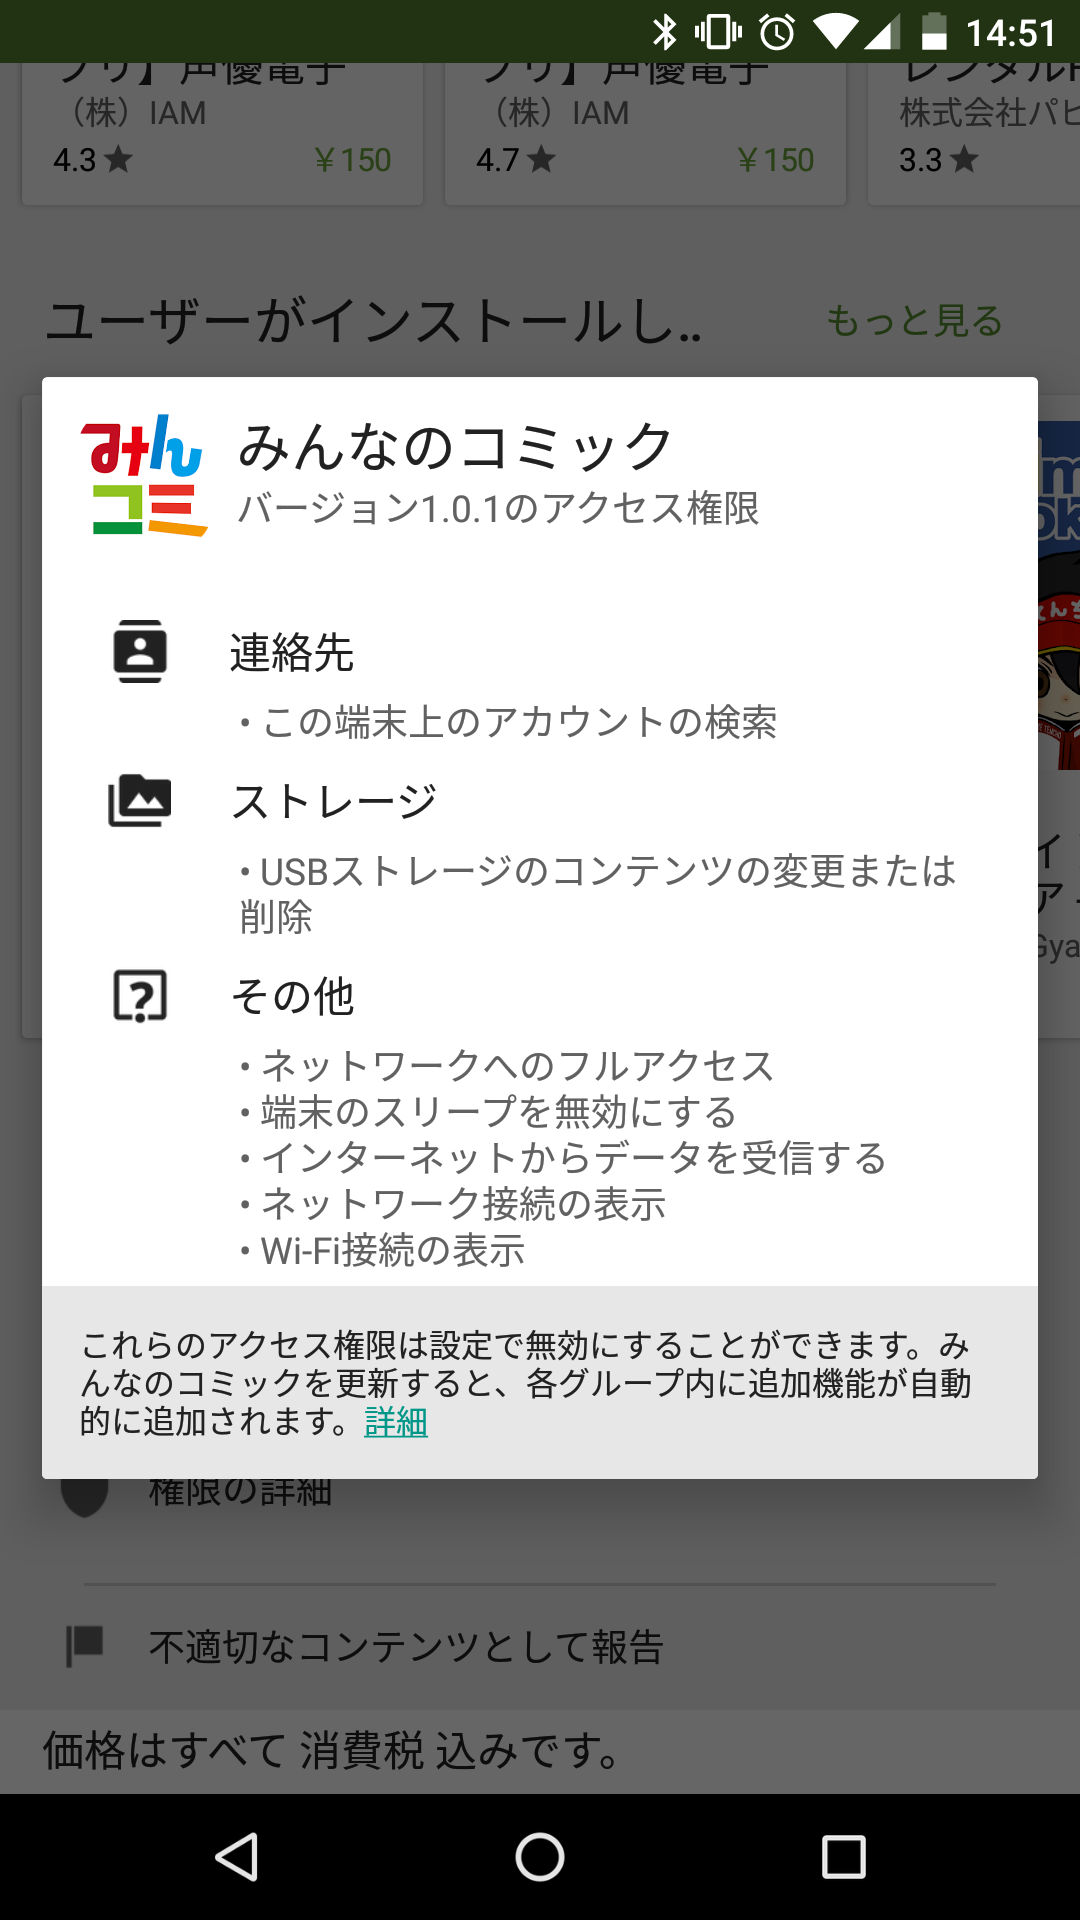 14:51
プリ】声優電子
プリ】声優電子
（株）IAM
（株）IAM
株式会社パピ
4.3★
￥150
4.7★
￥150
3.3★
ユーザーがインストールし..
もっと見る
みんコミ
みんなのコミック
バージョン1.0.1のアクセス権限
連絡先
• この端末上のアカウントの検索
ストレージ
• USBストレージのコンテンツの変更または
削除
その他
• ネットワークへのフルアクセス
• 端末のスリープを無効にする
• インターネットからデータを受信する
• ネットワーク接続の表示
• Wi-Fi接続の表示
これらのアクセス権限は設定で無効にすることができます。み
んなのコミックを更新すると、各グループ内に追加機能が自動
的に追加されます。詳細
イ
ア
Gya
権限の詳細
不適切なコンテンツとして報告
価格はすべて 消費税 込みです。